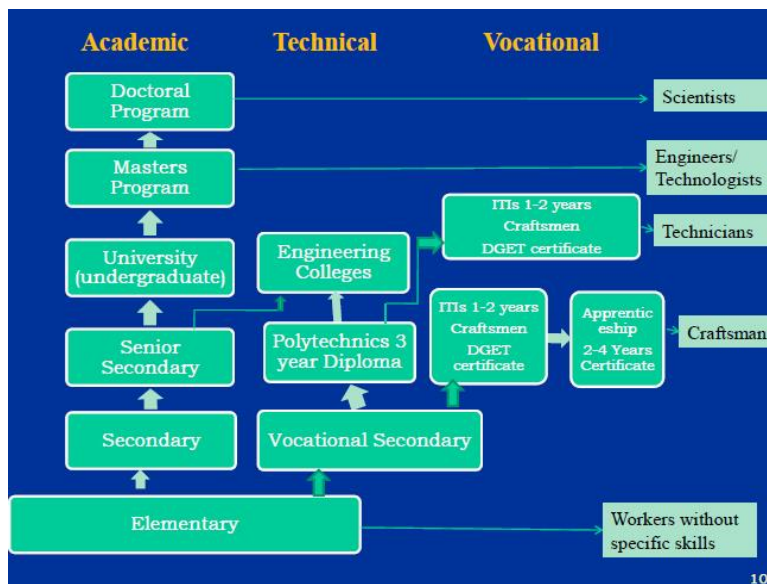 Academic
Technical
Vocational
Doctoral
Program
Scientists
Masters
Program
Engineers/
Technologists
ITIs 1-2 years
Craftsmen
DGET certificate
Technicians
University
(undergraduate)
Engineering
Colleges
Senior
Secondary
Polytechnics 3
year Diploma
ITIs 1-2 years
Craftsmen
DGET
certificate
Apprentic
eship
2-4 Years
Certificate
Craftsman
Secondary
Vocational Secondary
Elementary
Workers without
specific skills
10